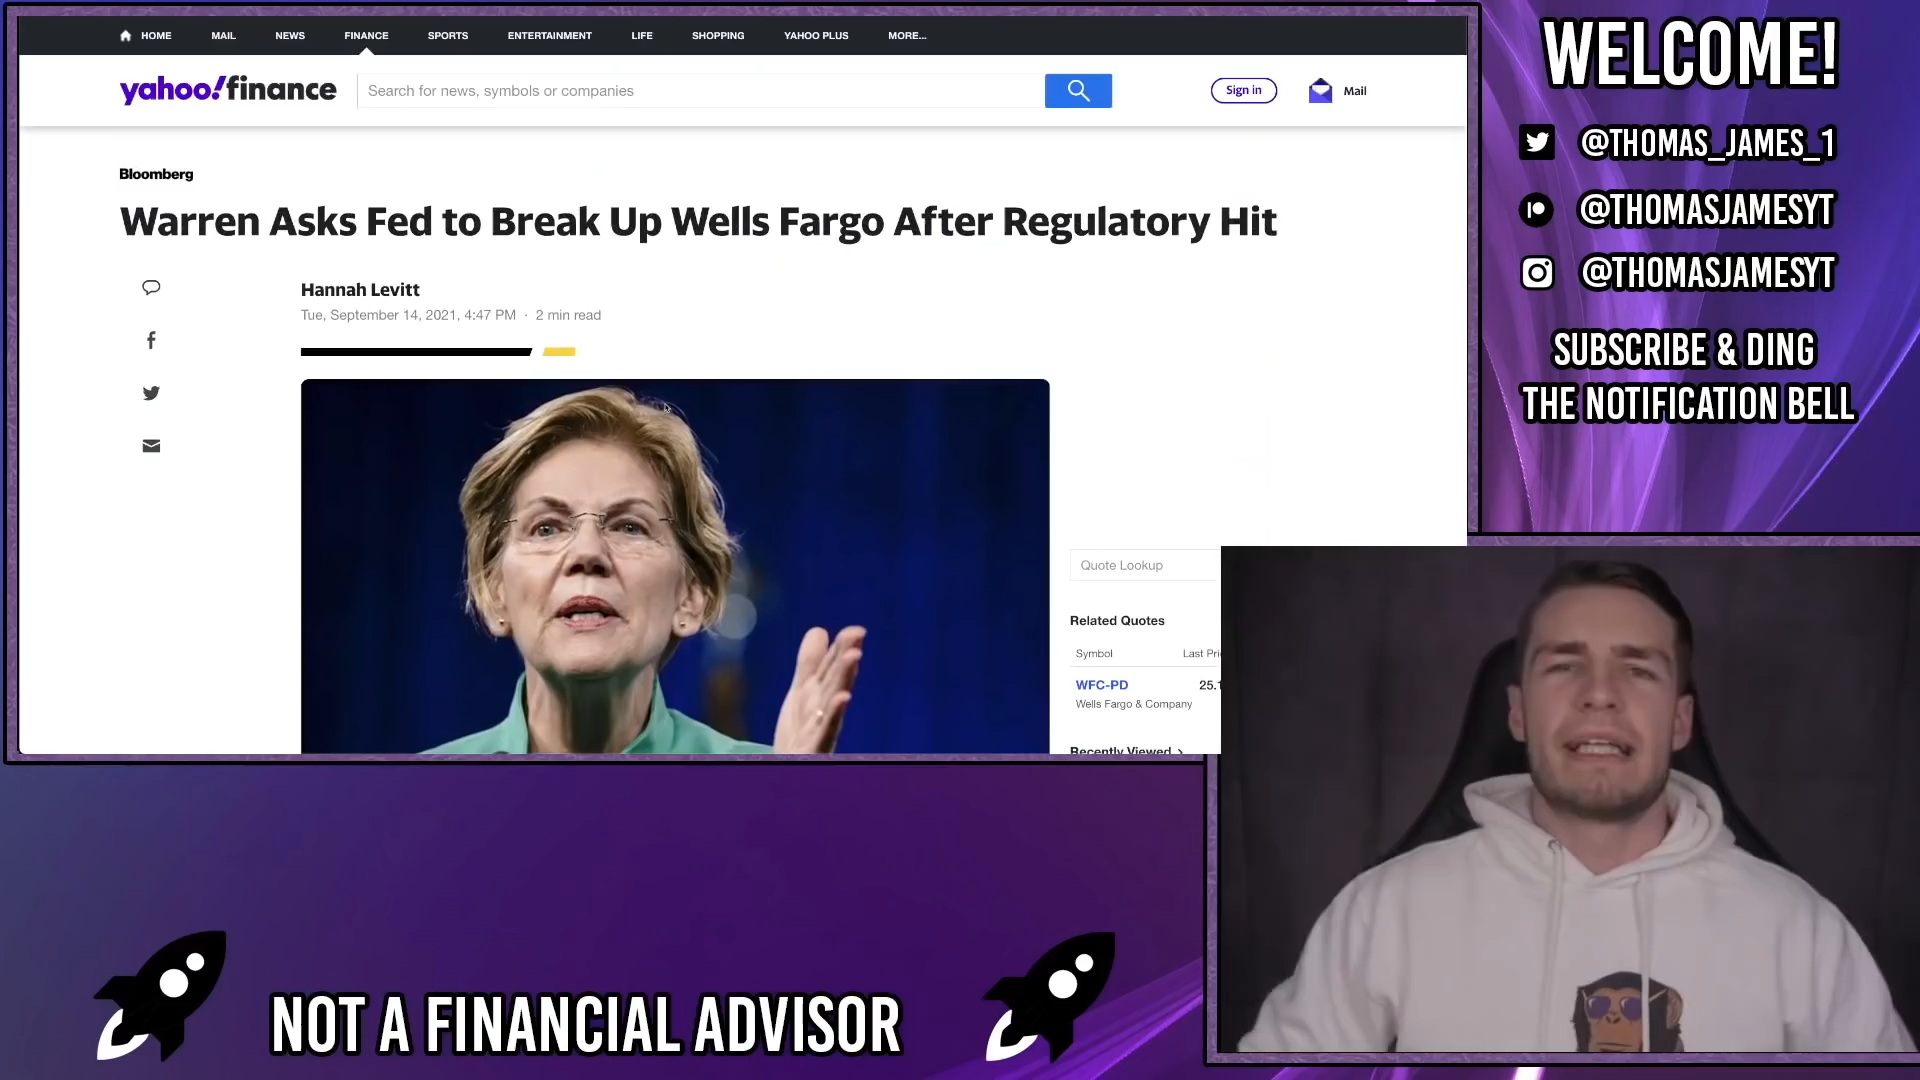 HOME MAIL NEWS FINANCE SPORTS ENTERTAINMENT LIFE SHOPPING YAHOO PLUS MORE...
yahoo!finance
Search for news, symbols or companies
Sign in
Mail
Bloomberg
Warren Asks Fed to Break Up Wells Fargo After Regulatory Hit
Hannah Levitt
Tue, September 14, 2021, 4:47 PM · 2 min read
Quote Lookup
Related Quotes
Symbol Last
WFC-PD
Wells Fargo & Company
Recently Viewed >
WELCOME!
@THOMAS_JAMES_1
@THOMASJAMESYT
@THOMASJAMESYT
SUBSCRIBE & DING
THE NOTIFICATION BELL
NOT A FINANCIAL ADVISOR